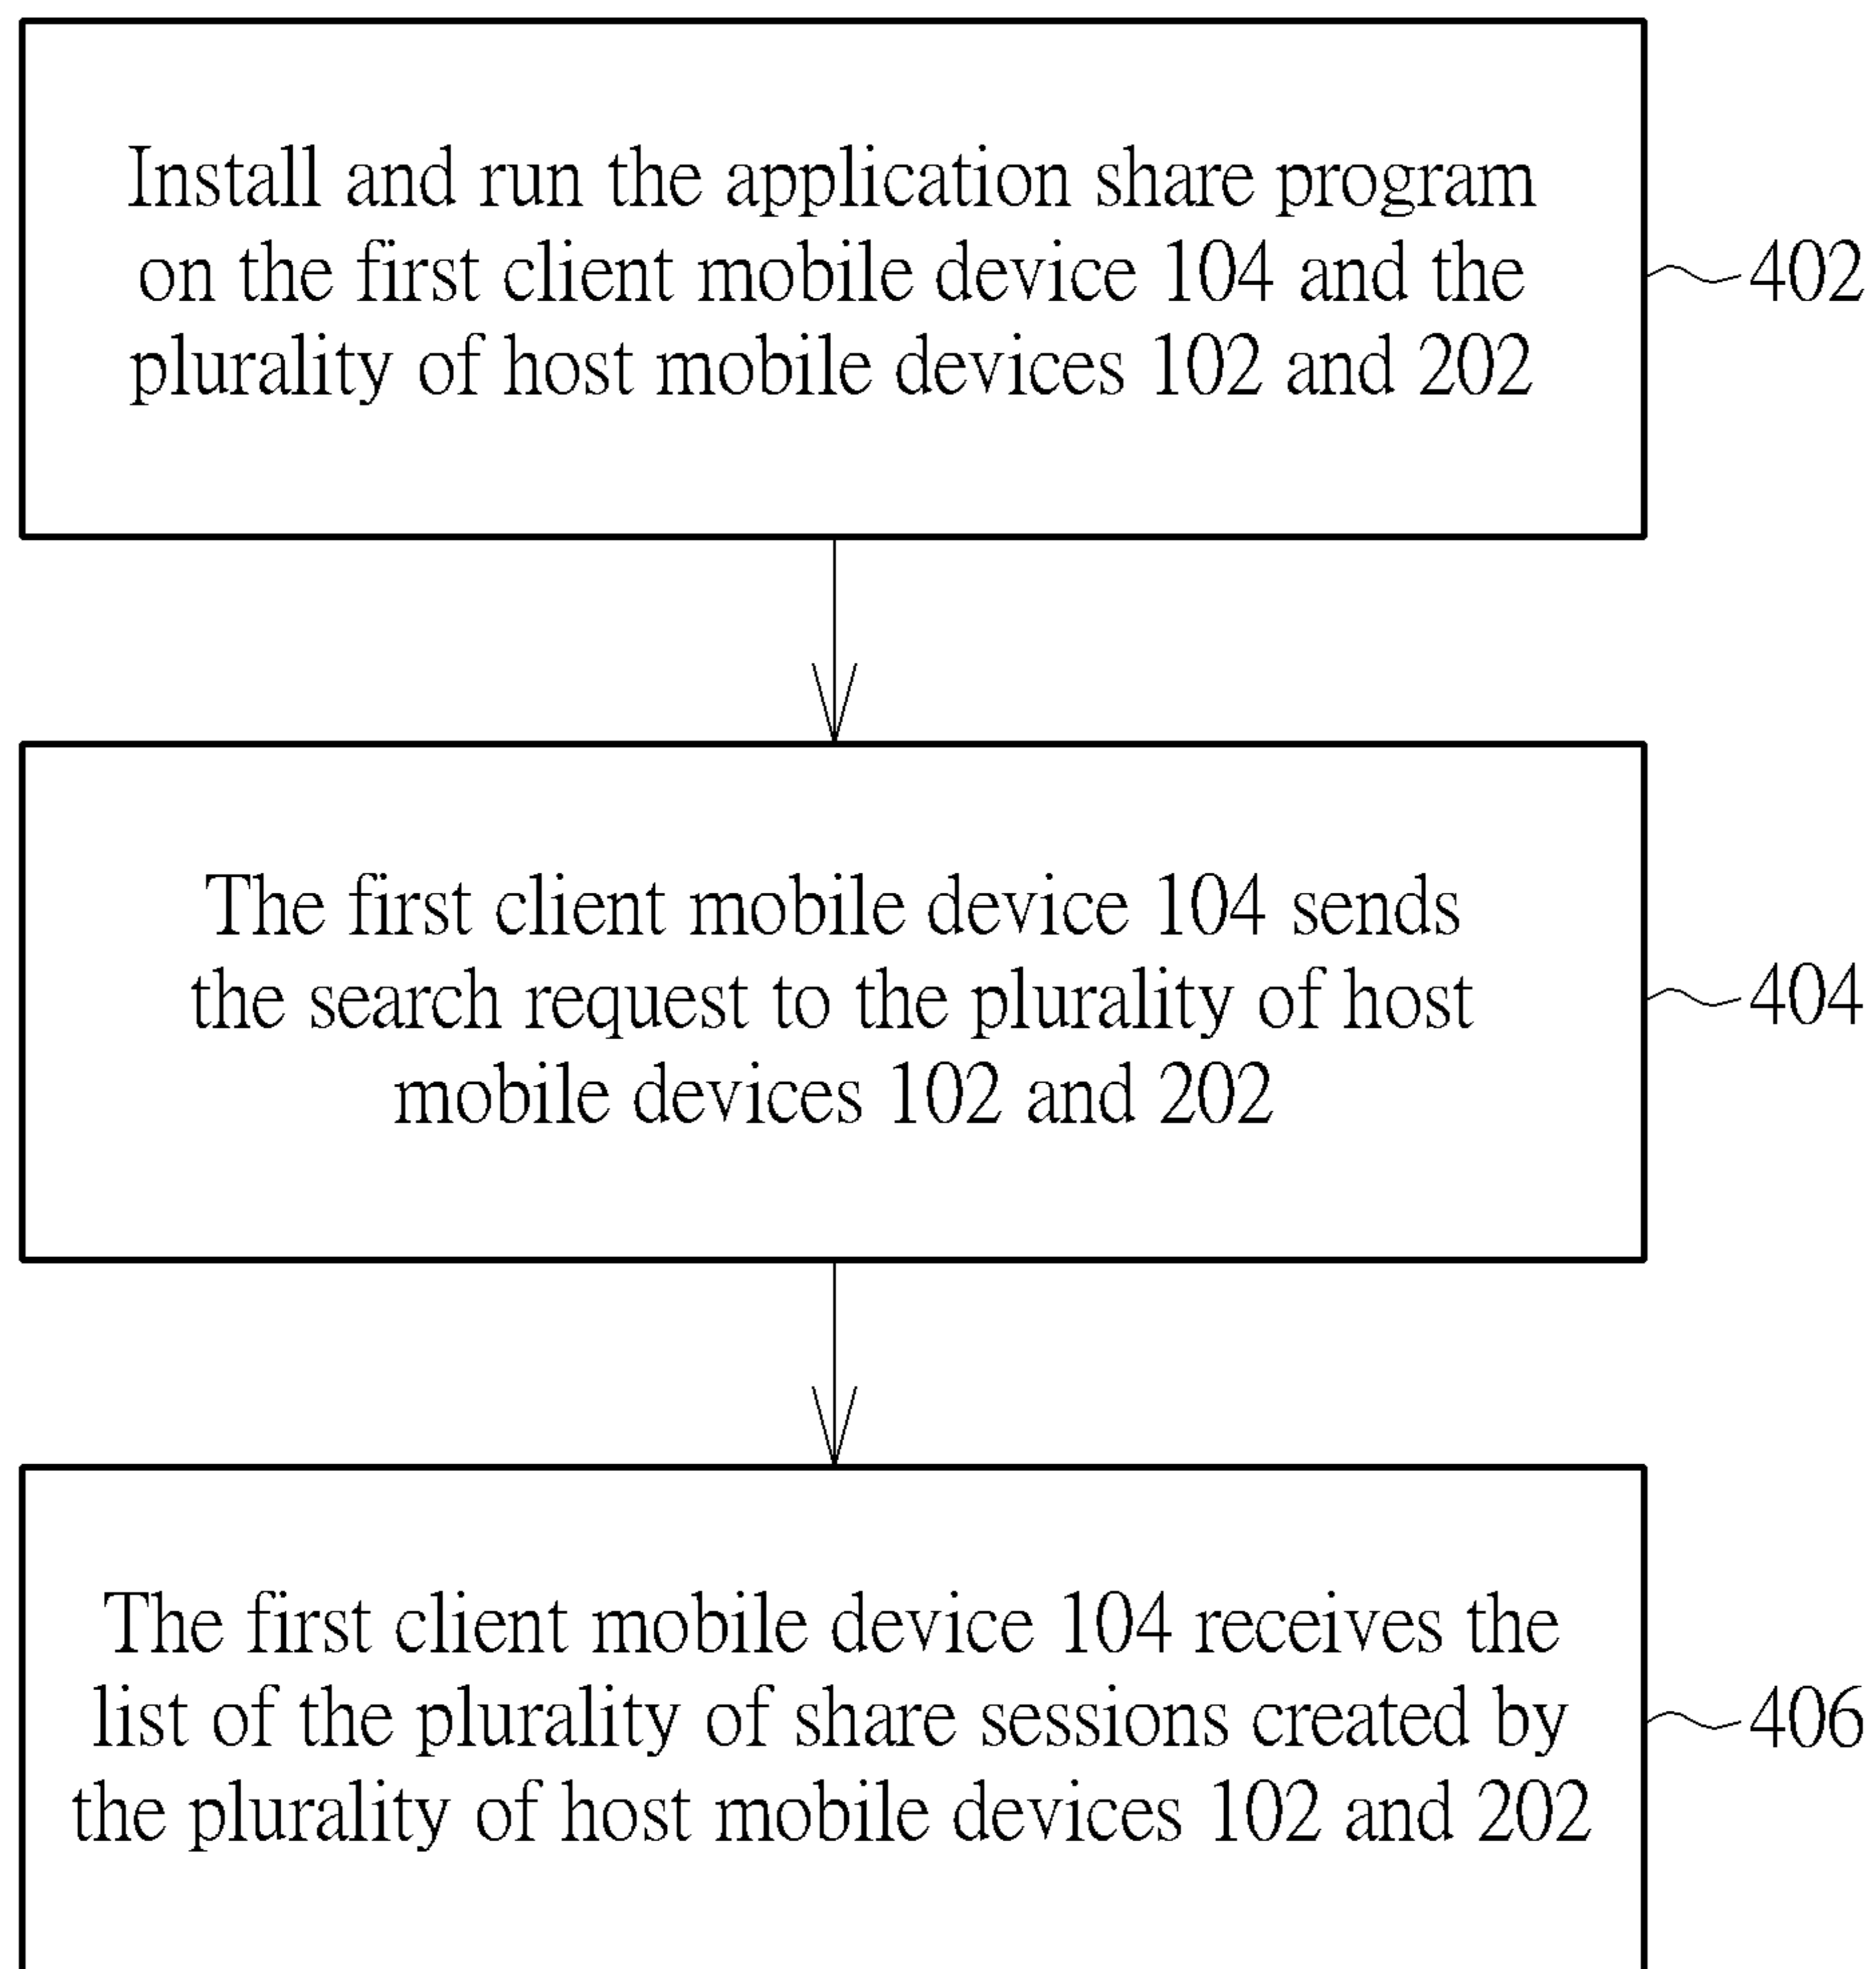 Install and run the application share program
on the first client mobile device 104 and the
plurality of host mobile devices 102 and 202
402
The first client mobile device 104 sends
the search request to the plurality of host
mobile devices 102 and 202
404
The first client mobile device 104 receives the
list of the plurality of share sessions created by
the plurality of host mobile devices 102 and 202
406